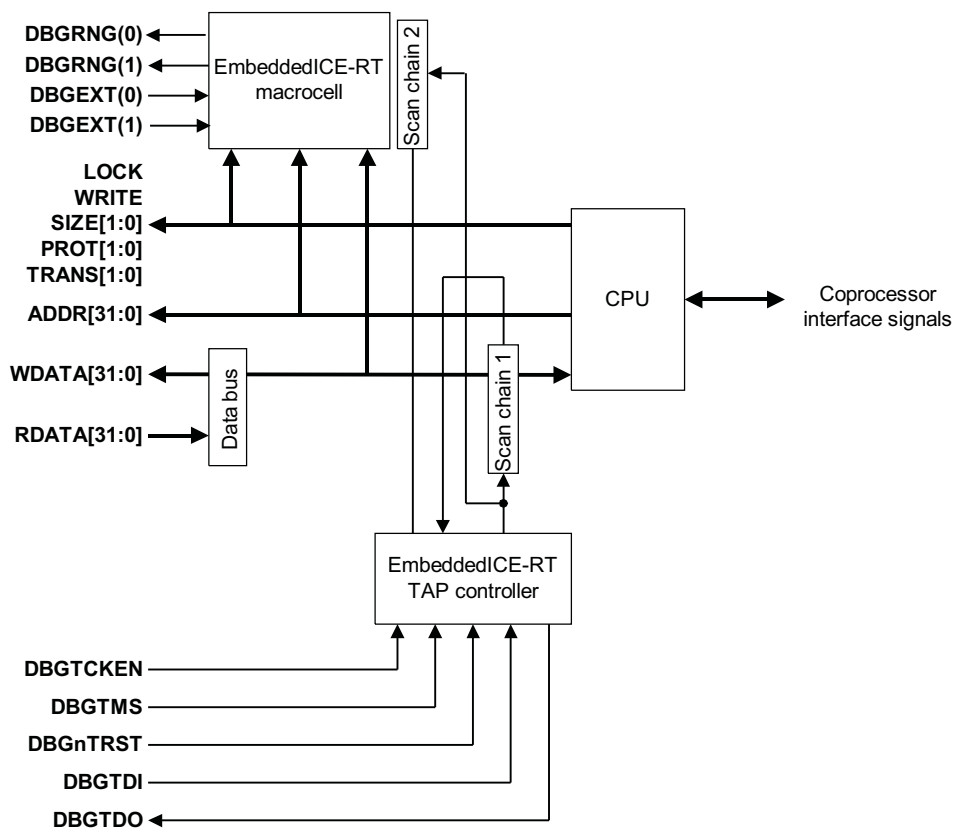 DBGRNG(0)
DBGRNG(1)
DBGEXT(0)
DBGEXT(1)
EmbeddedICE-RT
macrocell
Scan chain 2
LOCK
WRITE
SIZE[1:0]
PROT[1:0]
TRANS[1:0]
ADDR[31:0]
WDATA[31:0]
RDATA[31:0]
Data bus
Scan chain 1
CPU
Coprocessor
interface signals
EmbeddedICE-RT
TAP controller
DBGTCKEN
DBGTMS
DBGnTRST
DBGTDI
DBGTDO